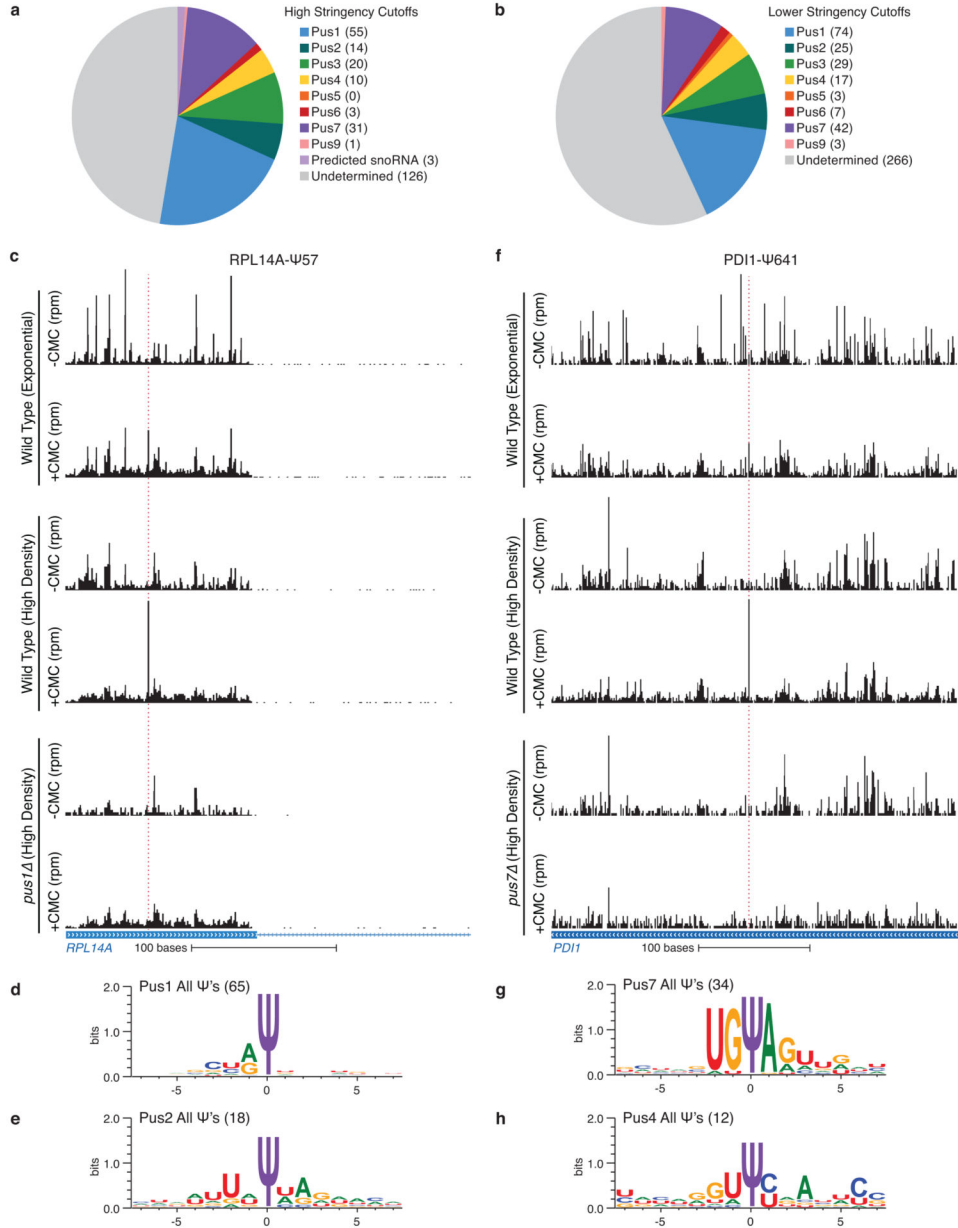 a
High Stringency Cutoffs
Pus1 (55)
Pus2 (14)
Pus3 (20)
Pus4 (10)
Pus5 (0)
Pus6 (3)
Pus7 (31)
Pus9 (1)
Predicted snoRNA (3)
Undetermined (126)
b
Lower Stringency Cutoffs
Pus1 (74)
Pus2 (25)
Pus3 (29)
Pus4 (17)
Pus5 (3)
Pus6 (7)
Pus7 (42)
Pus9 (3)
Undetermined (266)
c
RPL14A-Ψ57
Wild Type (Exponential)
-CMC (rpm)
+CMC (rpm)
Wild Type (High Density)
-CMC (rpm)
+CMC (rpm)
pus1Δ (High Density)
-CMC (rpm)
+CMC (rpm)
RPL14A
100 bases
f
PDI1-Ψ641
Wild Type (Exponential)
-CMC (rpm)
+CMC (rpm)
Wild Type (High Density)
-CMC (rpm)
+CMC (rpm)
pus7Δ (High Density)
-CMC (rpm)
+CMC (rpm)
PDI1
100 bases
d
Pus1 All Ψ's (65)
2.0
bits
1.0
0.0
CUAΨ
G
-5 0 5
e
Pus2 All Ψ's (18)
2.0
bits
1.0
0.0
AUUAΨUAGAAC
-5 0 5
g
Pus7 All Ψ's (34)
2.0
bits
1.0
0.0
UGΨAGUUG
-5 0 5
h
Pus4 All Ψ's (12)
2.0
bits
1.0
0.0
GGUΨC A CC
-5 0 5